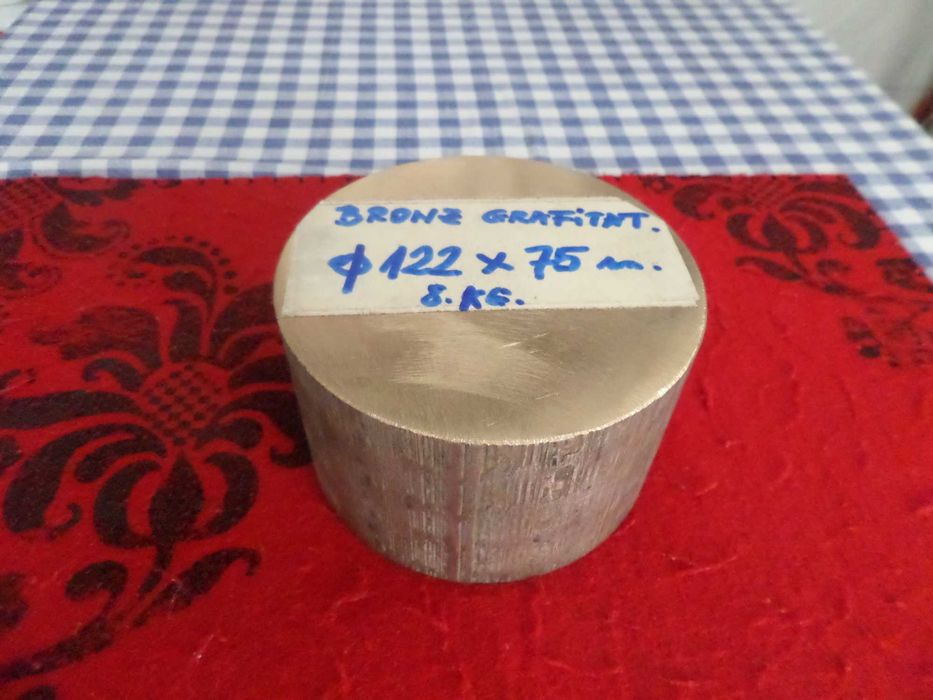 BRONZ GRAFiTAT.
φ 122 x 75 m.
8. KG.